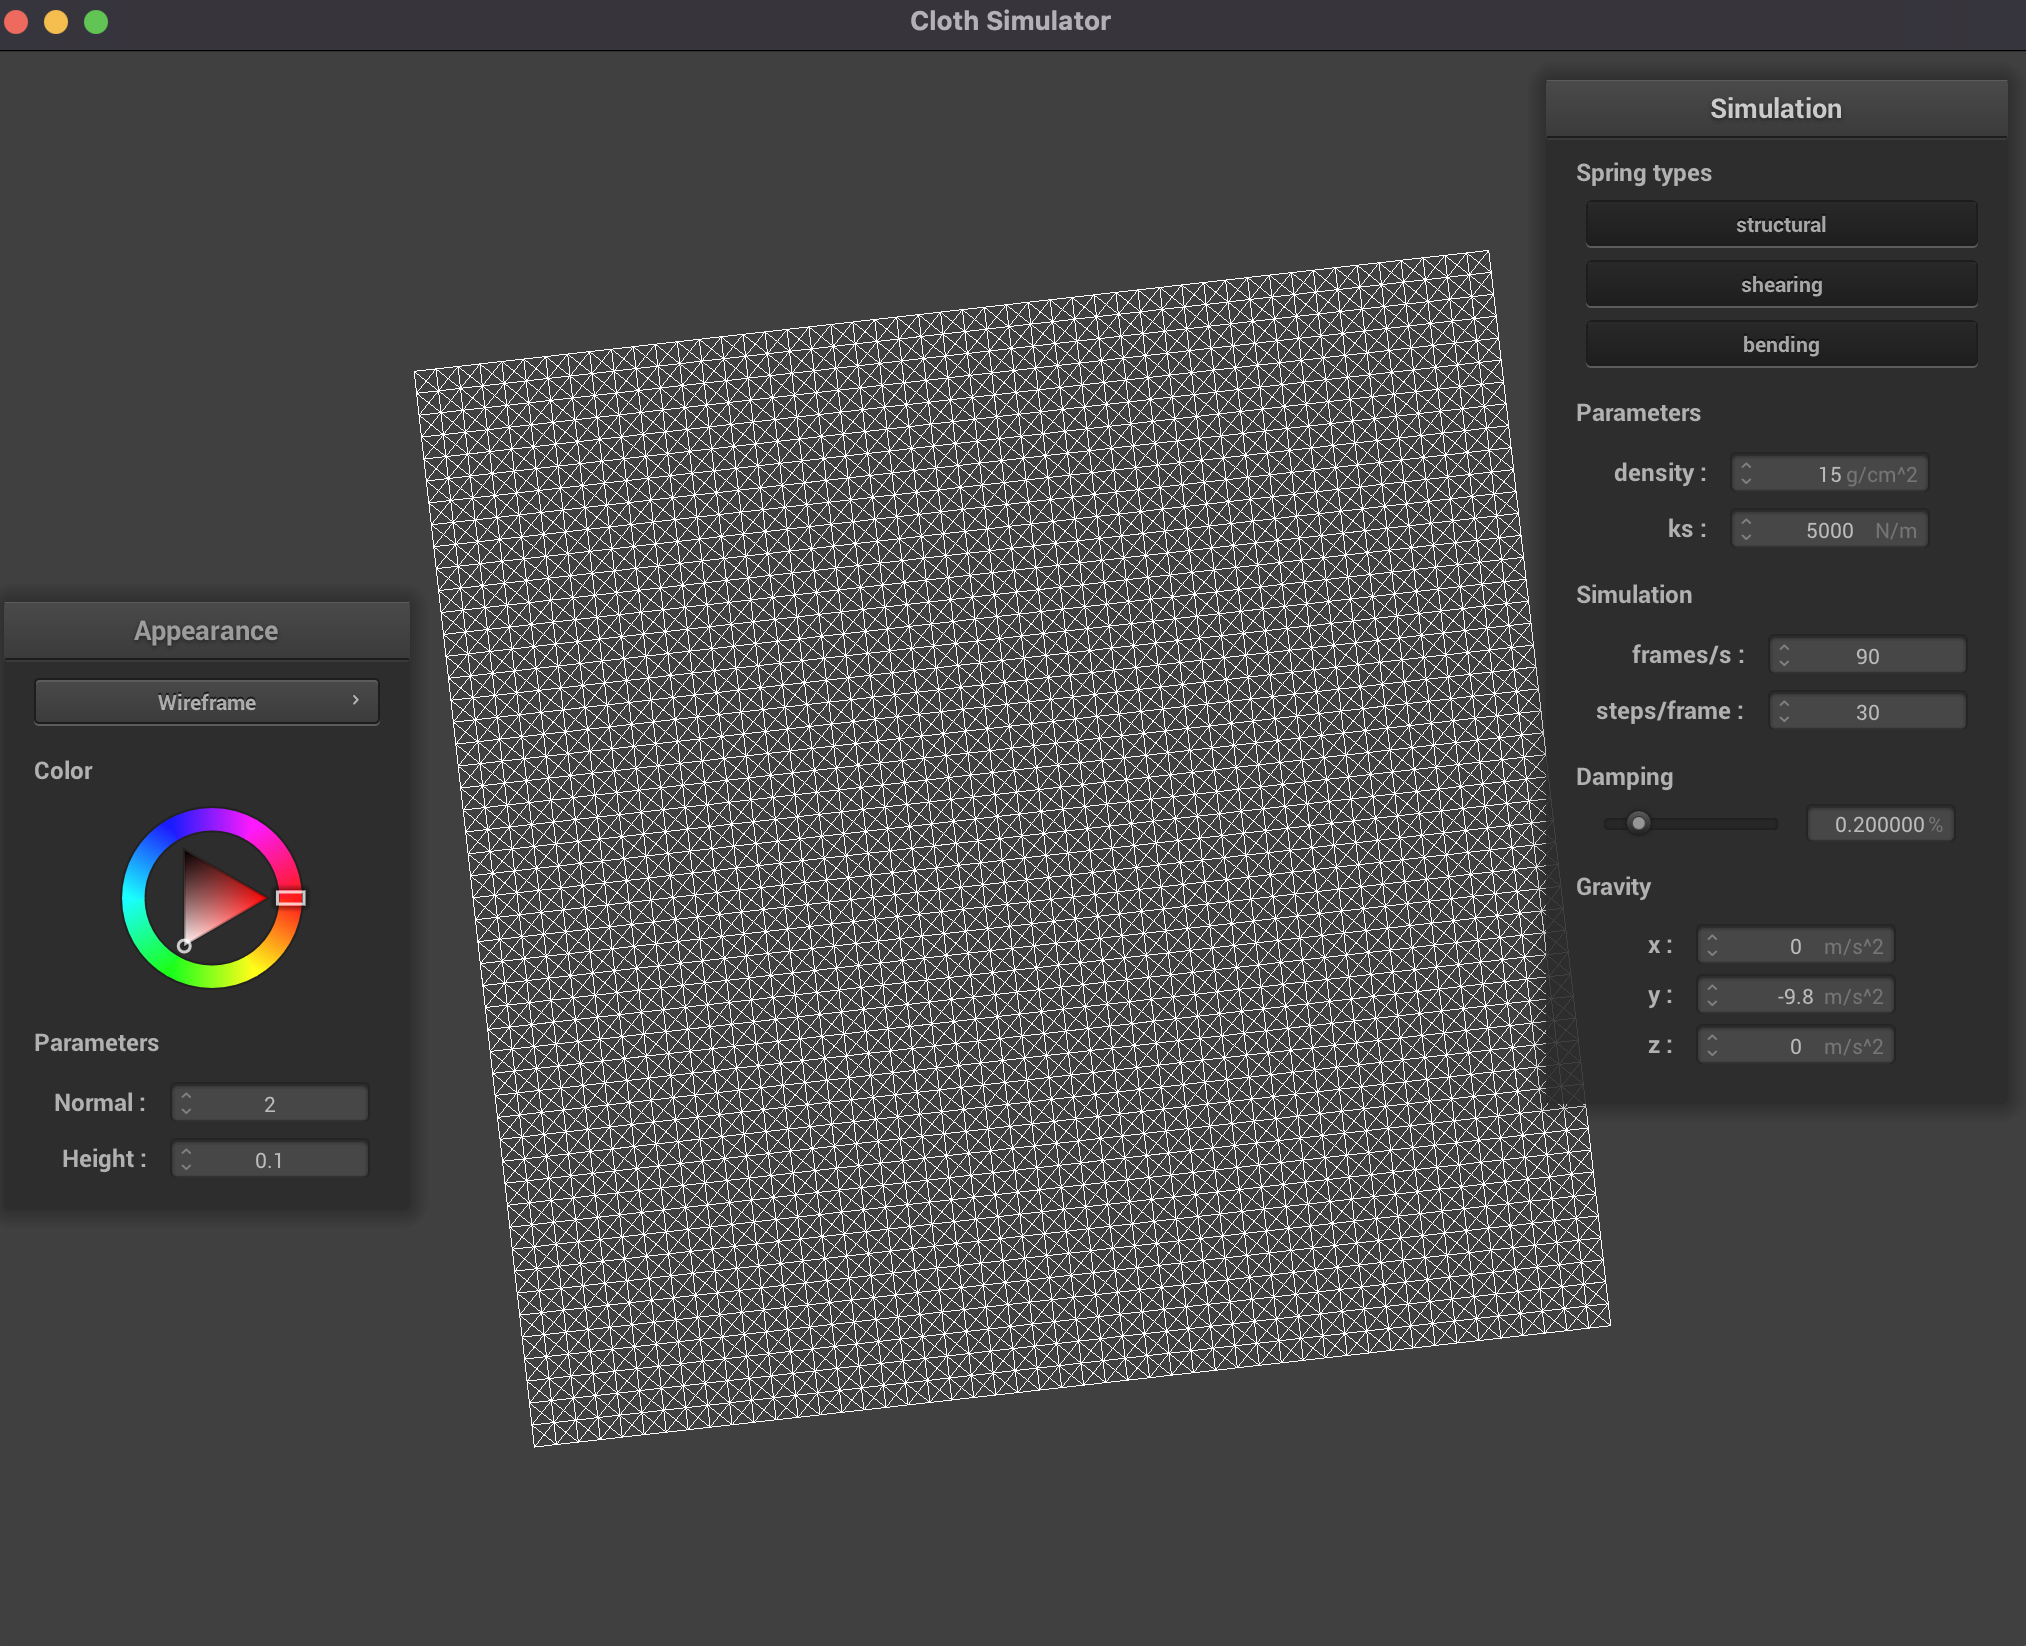 Cloth Simulator
Simulation
Spring types
structural
shearing
bending
Parameters
density : 15 g/cm^2
ks : 5000 N/m
Simulation
frames/s : 90
steps/frame : 30
Damping
0.200000 %
Gravity
x : 0 m/s^2
y : -9.8 m/s^2
z : 0 m/s^2
Appearance
Wireframe
Color
Parameters
Normal : 2
Height : 0.1